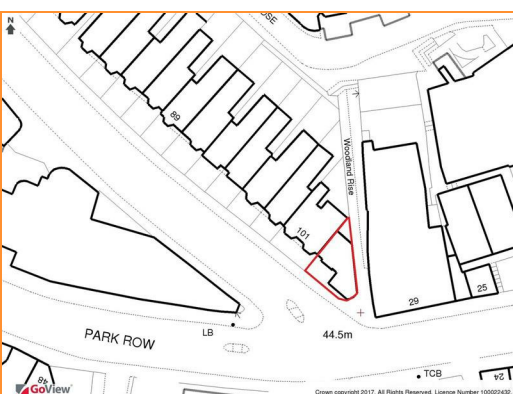 N
OSE
89
Woodland Rise
101
29
25
44.5m
LB
PARK ROW
TCB
48
24
GoView
Crown copyright 2017. All Rights Reserved. Licence Number 100022432.